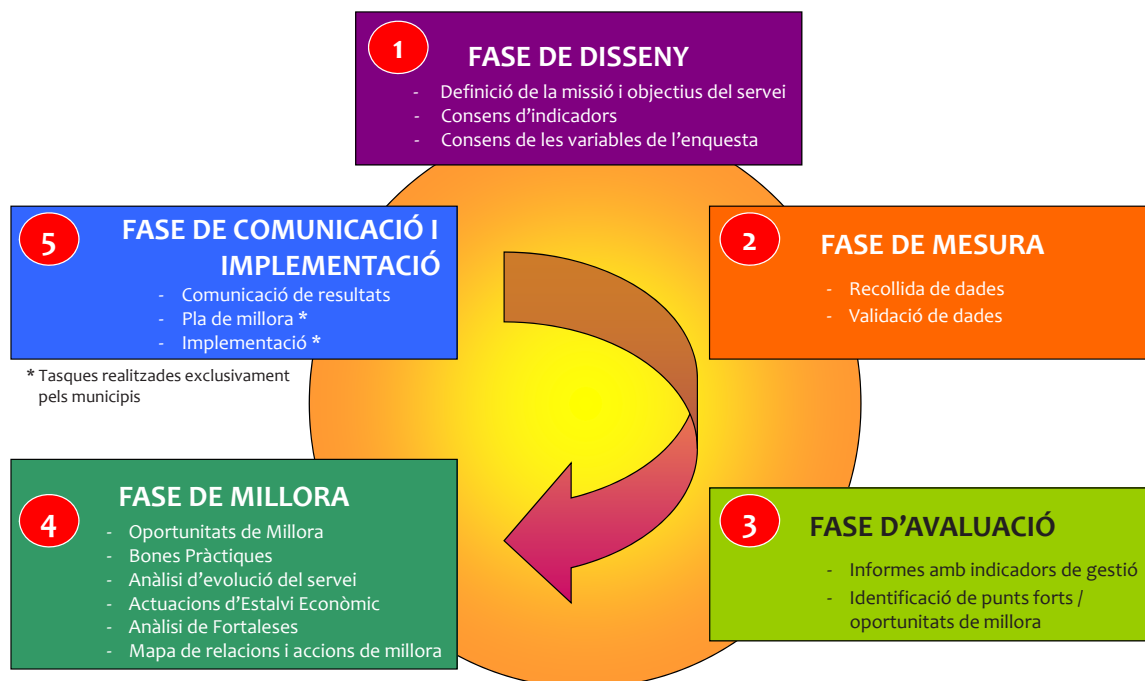 1
FASE DE DISSENY
- Definició de la missió i objectius del servei
- Consens d’indicadors
- Consens de les variables de l’enquesta
2
FASE DE MESURA
- Recollida de dades
- Validació de dades
3
FASE D’AVALUACIÓ
- Informes amb indicadors de gestió
- Identificació de punts forts /
oportunitats de millora
4
FASE DE MILLORA
- Oportunitats de Millora
- Bones Pràctiques
- Anàlisi d’evolució del servei
- Actuacions d’Estalvi Econòmic
- Anàlisi de Fortaleses
- Mapa de relacions i accions de millora
5
FASE DE COMUNICACIÓ I
IMPLEMENTACIÓ
- Comunicació de resultats
- Pla de millora *
- Implementació *
* Tasques realitzades exclusivament
pels municipis